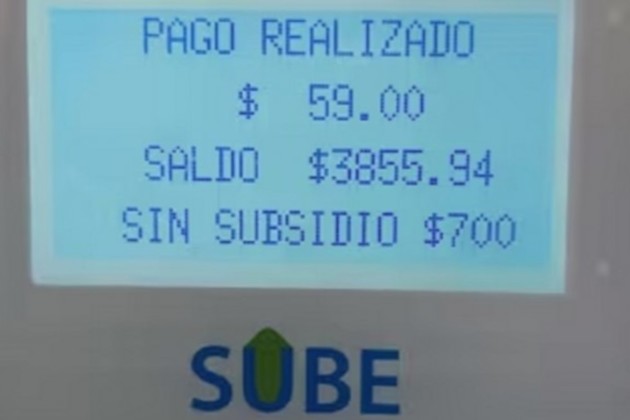 PAGO REALIZADO
$ 59.00
SALDO $3855.94
SIN SUBSIDIO $700
SUBE